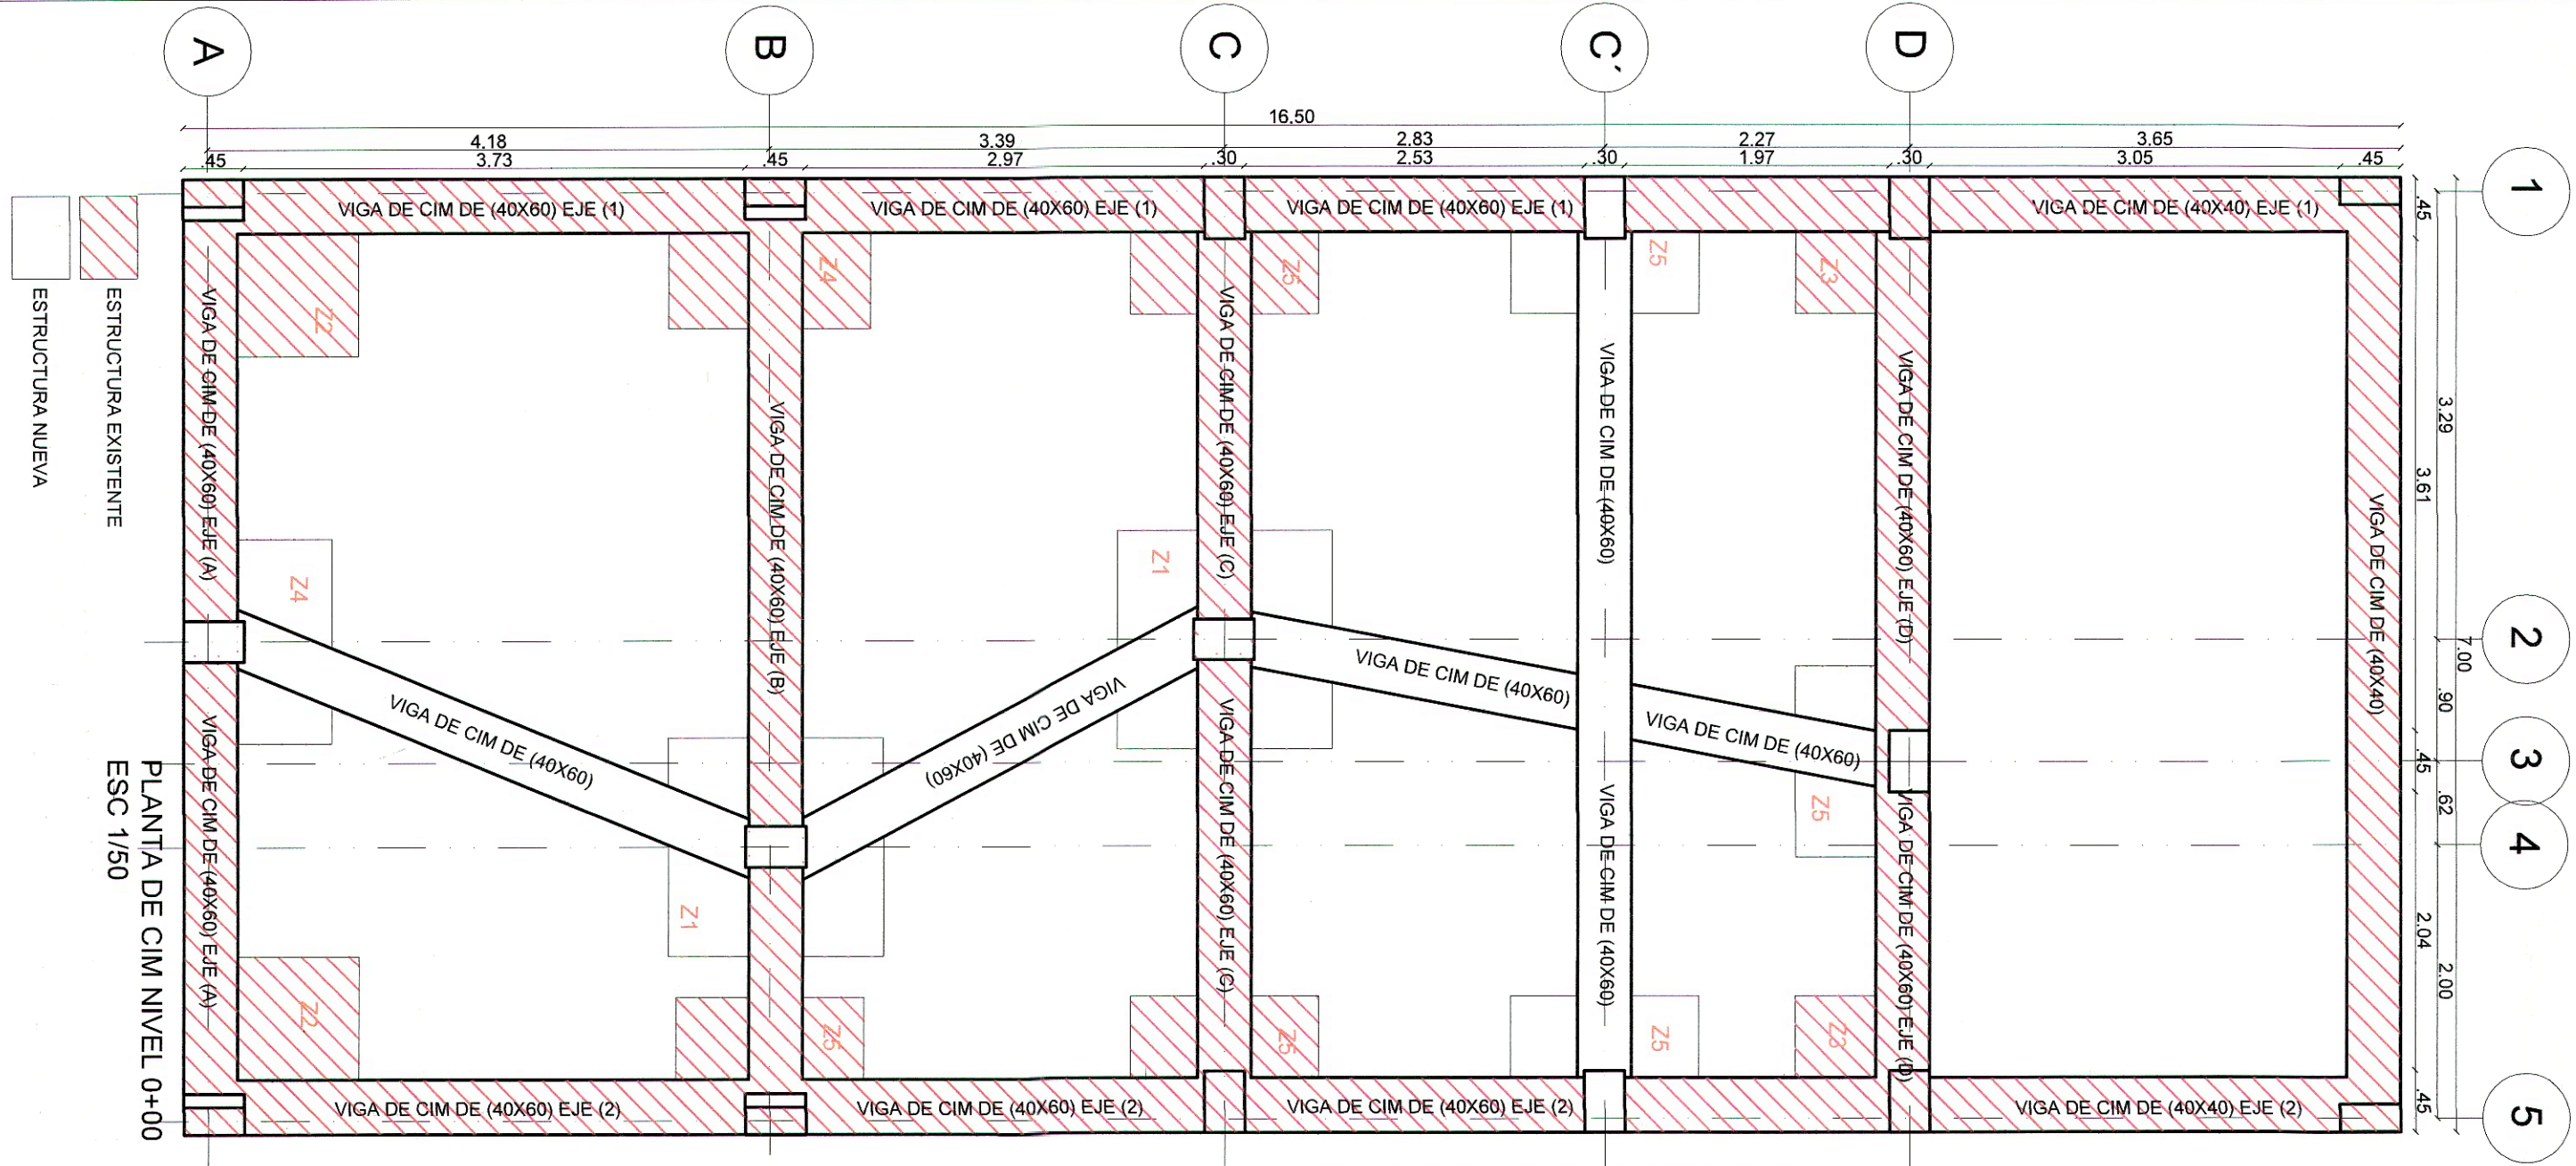 A
B
C
C´
D
16.50
4.18
3.39
2.83
2.27
3.65
.45
3.73
.45
2.97
.30
2.53
.30
1.97
.30
3.05
.45
1
2
3
4
5
VIGA DE CIM DE (40X60) EJE (1)
VIGA DE CIM DE (40X60) EJE (1)
VIGA DE CIM DE (40X60) EJE (1)
VIGA DE CIM DE (40X40) EJE (1)
.45
3.61
.45
2.04
.45
3.29
.90
.62
2.00
7.00
Z2
Z4
Z5
Z5
Z3
VIGA DE CIM DE (40X60) EJE (A)
VIGA DE CIM DE (40X60) EJE (B)
VIGA DE CIM DE (40X60) EJE (C)
VIGA DE CIM DE (40X60)
VIGA DE CIM DE (40X60) EJE (D)
VIGA DE CIM DE (40X40)
Z4
Z1
VIGA DE CIM DE (40X60)
VIGA DE CIM DE (40X60)
VIGA DE CIM DE (40X60)
VIGA DE CIM DE (40X60)
VIGA DE CIM DE (40X60) EJE (A)
VIGA DE CIM DE (40X60) EJE (C)
VIGA DE CIM DE (40X60)
VIGA DE CIM DE (40X60) EJE (D)
Z1
Z5
Z2
Z5
Z5
Z5
Z3
VIGA DE CIM DE (40X60) EJE (2)
VIGA DE CIM DE (40X60) EJE (2)
VIGA DE CIM DE (40X60) EJE (2)
VIGA DE CIM DE (40X40) EJE (2)
ESTRUCTURA EXISTENTE
ESTRUCTURA NUEVA
PLANTA DE CIM NIVEL 0+00
ESC 1/50